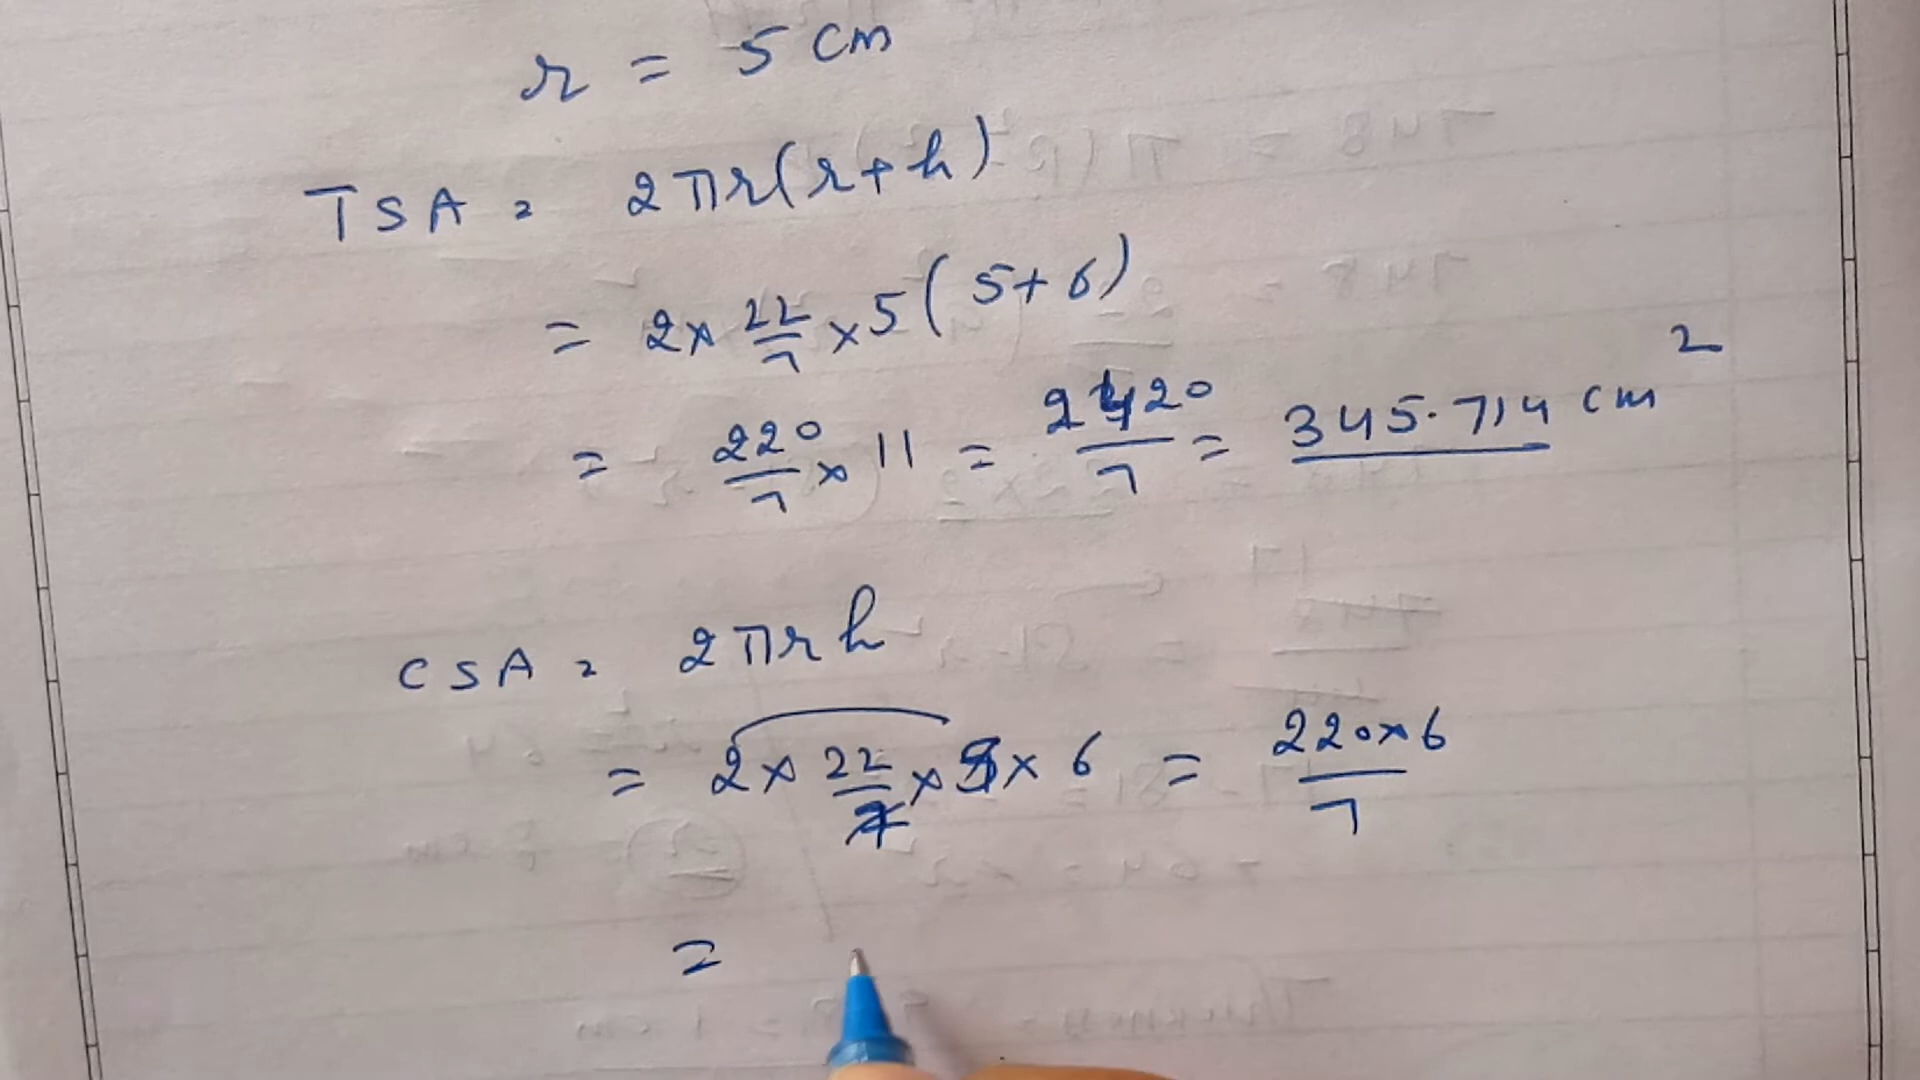 r = 5 cm
TSA = 2πr(r+h)
= 2 × 22/7 × 5(5+6)
= 220/7 × 11 = 2420/7 = 345.714 cm²
CSA = 2πrh
= 2 × 22/7 × 5 × 6 = 220×6/7
=